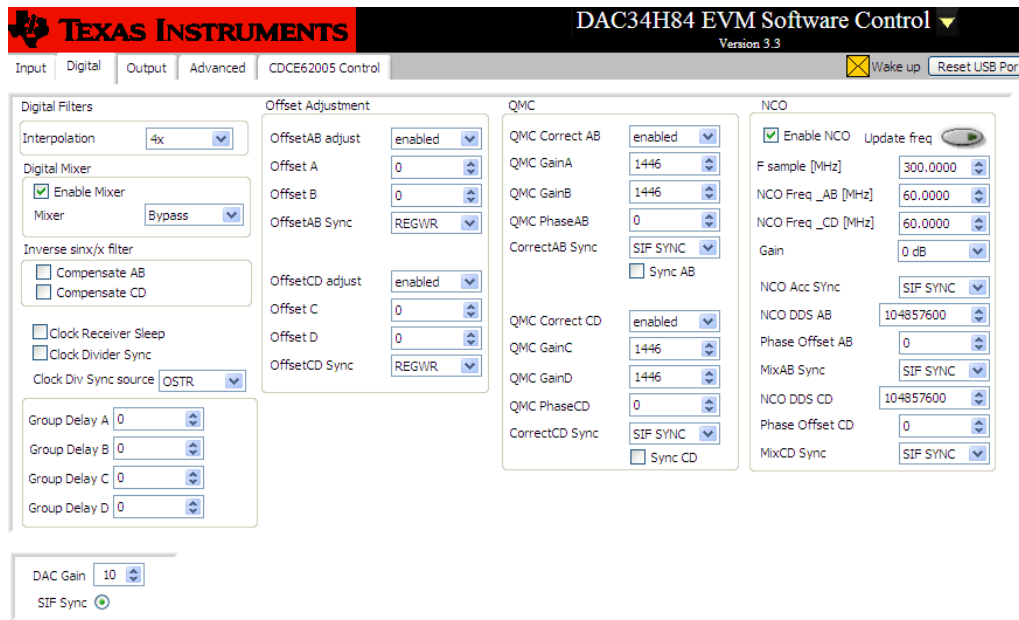 TEXAS INSTRUMENTS
DAC34H84 EVM Software Control
Version 3.3
Input Digital Output Advanced CDCE62005 Control
Wake up Reset USB Por
Digital Filters
Interpolation 4x
Digital Mixer
Enable Mixer
Mixer Bypass
Inverse sinx/x filter
Compensate AB
Compensate CD
Clock Receiver Sleep
Clock Divider Sync
Clock Div Sync source OSTR
Group Delay A 0
Group Delay B 0
Group Delay C 0
Group Delay D 0
Offset Adjustment
OffsetAB adjust enabled
Offset A 0
Offset B 0
OffsetAB Sync REGWR
OffsetCD adjust enabled
Offset C 0
Offset D 0
OffsetCD Sync REGWR
QMC
QMC Correct AB enabled
QMC GainA 1446
QMC GainB 1446
QMC PhaseAB 0
CorrectAB Sync SIF SYNC
Sync AB
QMC Correct CD enabled
QMC GainC 1446
QMC GainD 1446
QMC PhaseCD 0
CorrectCD Sync SIF SYNC
Sync CD
NCO
Enable NCO Update freq
F sample [MHz] 300.0000
NCO Freq _AB [MHz] 60.0000
NCO Freq _CD [MHz] 60.0000
Gain 0 dB
NCO Acc SYnc SIF SYNC
NCO DDS AB 104857600
Phase Offset AB 0
MixAB Sync SIF SYNC
NCO DDS CD 104857600
Phase Offset CD 0
MixCD Sync SIF SYNC
DAC Gain 10
SIF Sync